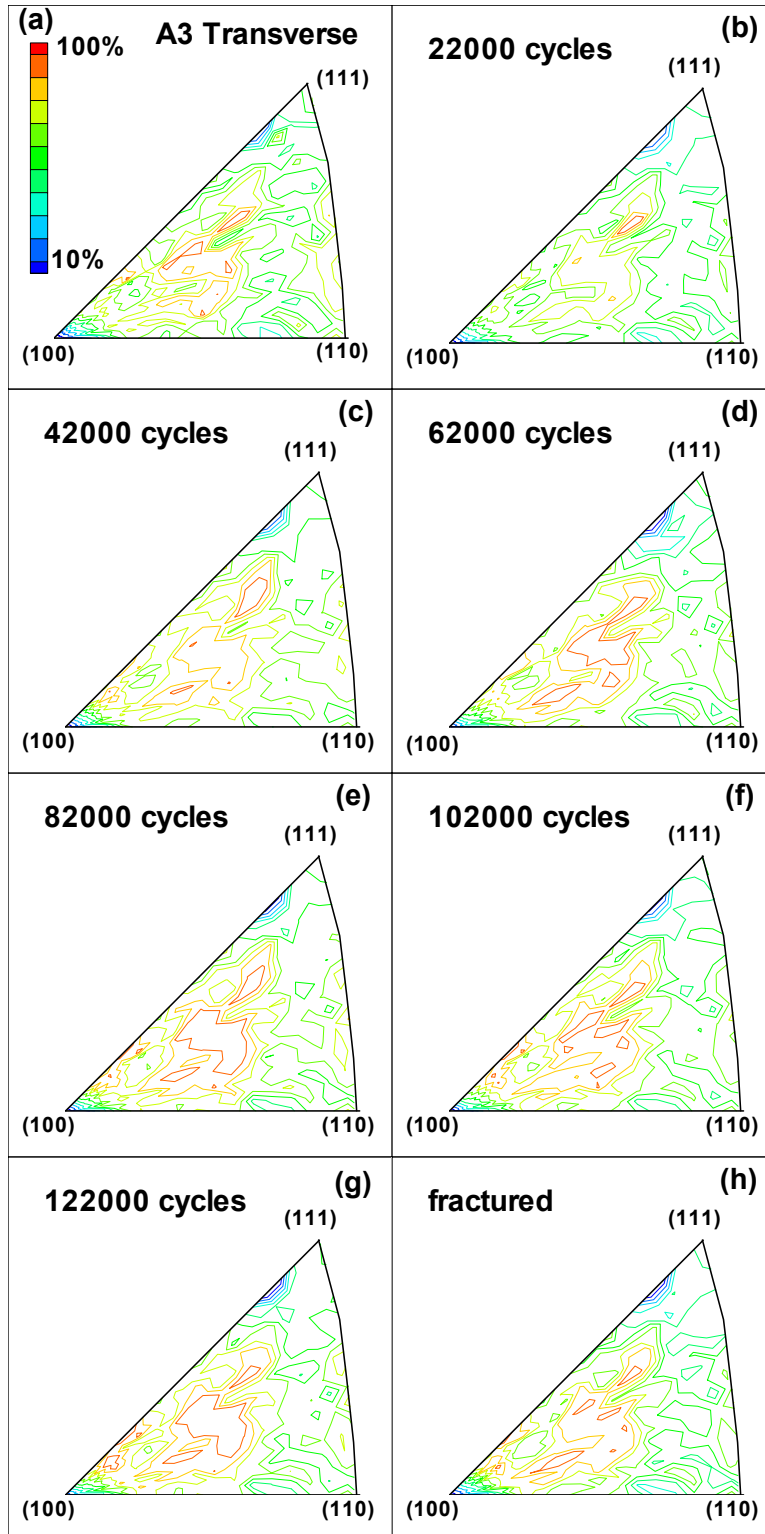 (a)
A3 Transverse
100%
10%
(111)
(100)
(110)
(b)
22000 cycles
(111)
(100)
(110)
(c)
42000 cycles
(111)
(100)
(110)
(d)
62000 cycles
(111)
(100)
(110)
(e)
82000 cycles
(111)
(100)
(110)
(f)
102000 cycles
(111)
(100)
(110)
(g)
122000 cycles
(111)
(100)
(110)
(h)
fractured
(111)
(100)
(110)